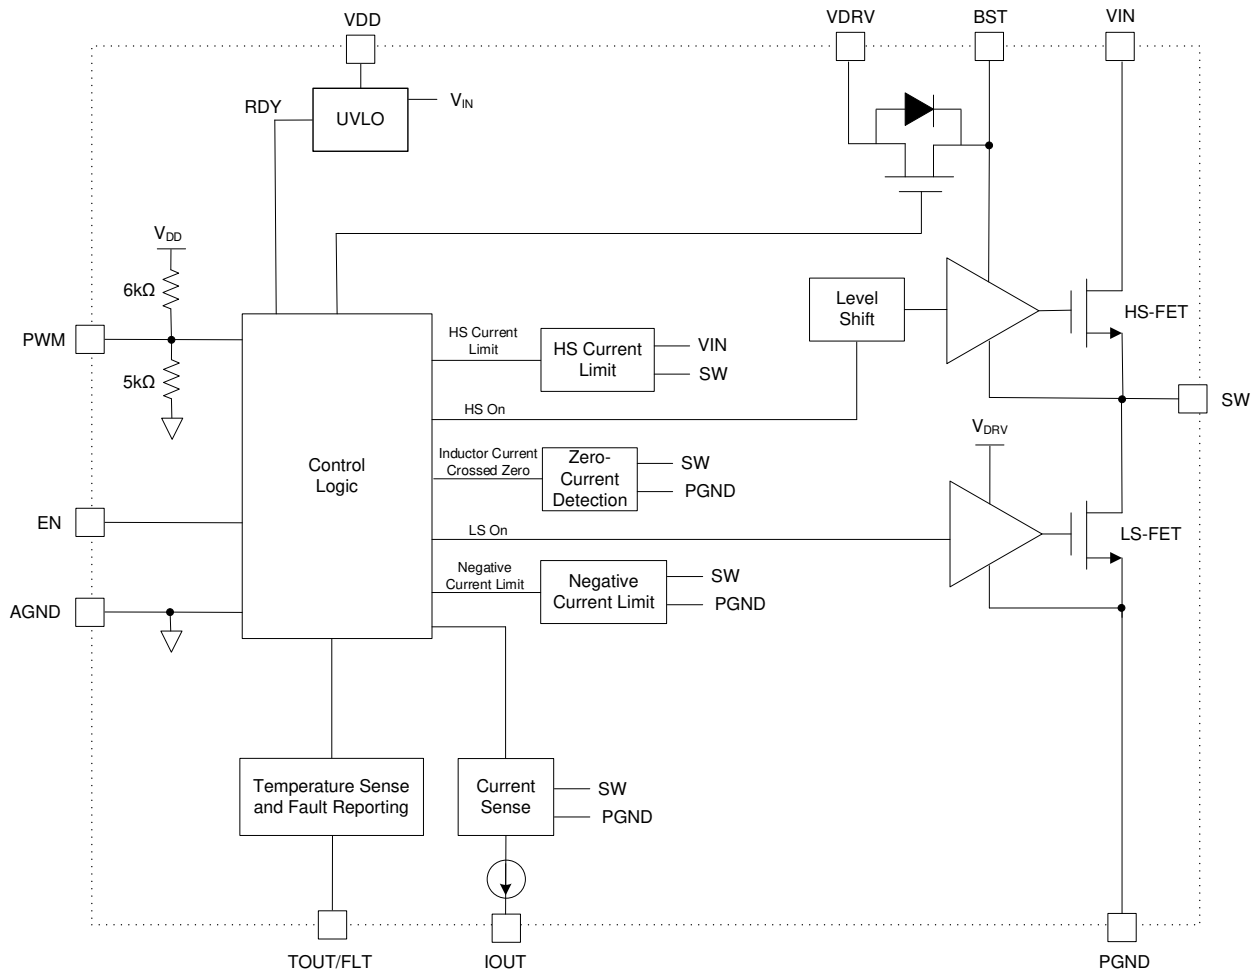 VDD
VDRV
BST
VIN
RDY
UVLO
VIN
VDD
6kΩ
PWM
5kΩ
Level
Shift
HS-FET
HS Current
Limit
HS Current
Limit
VIN
SW
HS On
SW
VDRV
Control
Logic
Inductor Current
Crossed Zero
Zero-
Current
Detection
SW
PGND
EN
LS On
LS-FET
Negative
Current Limit
Negative
Current Limit
SW
PGND
AGND
Temperature Sense
and Fault Reporting
Current
Sense
SW
PGND
TOUT/FLT
IOUT
PGND